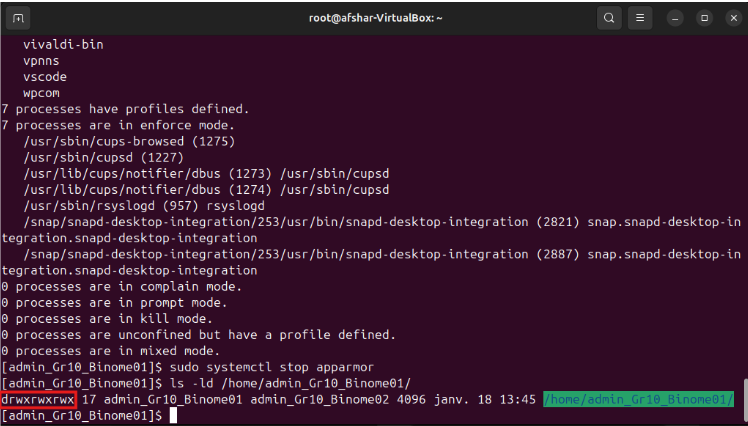 root@afshar-VirtualBox: ~
vivaldi-bin
vpnns
vscode
wpcom
7 processes have profiles defined.
7 processes are in enforce mode.
/usr/sbin/cups-browsed (1275)
/usr/sbin/cupsd (1227)
/usr/lib/cups/notifier/dbus (1273) /usr/sbin/cupsd
/usr/lib/cups/notifier/dbus (1274) /usr/sbin/cupsd
/usr/sbin/rsyslogd (957) rsyslogd
/snap/snapd-desktop-integration/253/usr/bin/snapd-desktop-integration (2821) snap.snapd-desktop-in
tegration.snapd-desktop-integration
/snap/snapd-desktop-integration/253/usr/bin/snapd-desktop-integration (2887) snap.snapd-desktop-in
tegration.snapd-desktop-integration
0 processes are in complain mode.
0 processes are in prompt mode.
0 processes are in kill mode.
0 processes are unconfined but have a profile defined.
0 processes are in mixed mode.
[admin_Gr10_Binome01]$ sudo systemctl stop apparmor
[admin_Gr10_Binome01]$ ls -ld /home/admin_Gr10_Binome01/
drwxrwxrwx 17 admin_Gr10_Binome01 admin_Gr10_Binome02 4096 janv. 18 13:45 /home/admin_Gr10_Binome01/
[admin_Gr10_Binome01]$